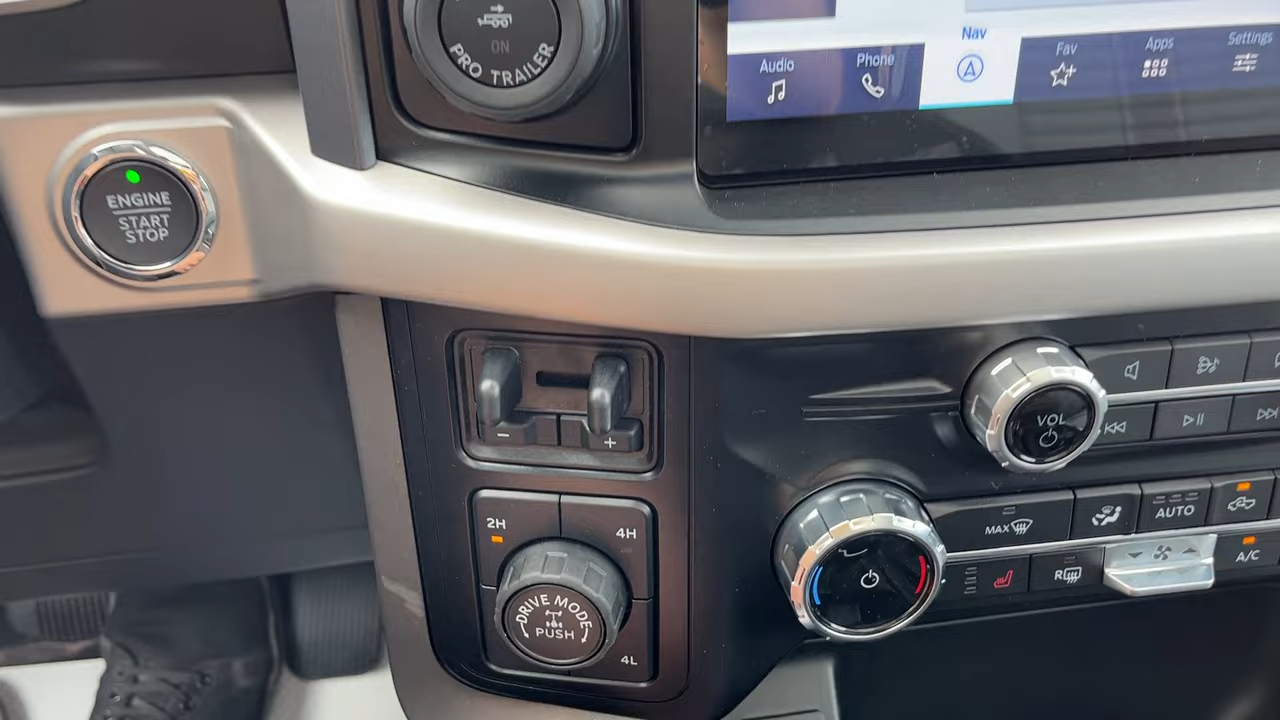 ON
PRO TRAILER
Audio
Phone
Nav
Fav
Apps
Settings
ENGINE
START
STOP
VOL
- +
2H
4H
DRIVE MODE
PUSH
4L
MAX
AUTO
R
A/C